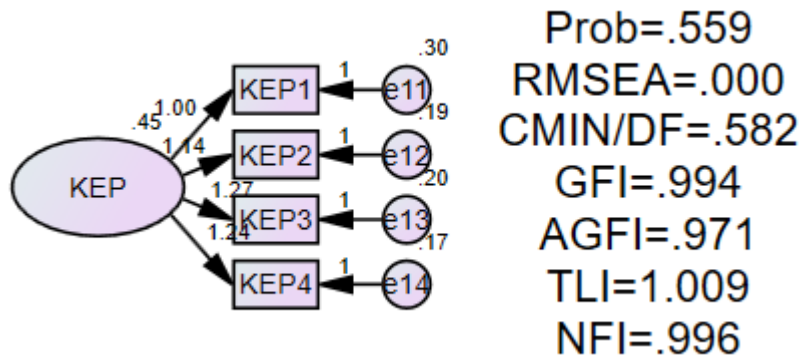 .30
1
KEP1
e11
1.00
.45
.19
1.14
1
KEP2
e12
KEP
1.27
.20
1
KEP3
e13
1.24
.17
1
KEP4
e14
Prob=.559
RMSEA=.000
CMIN/DF=.582
GFI=.994
AGFI=.971
TLI=1.009
NFI=.996